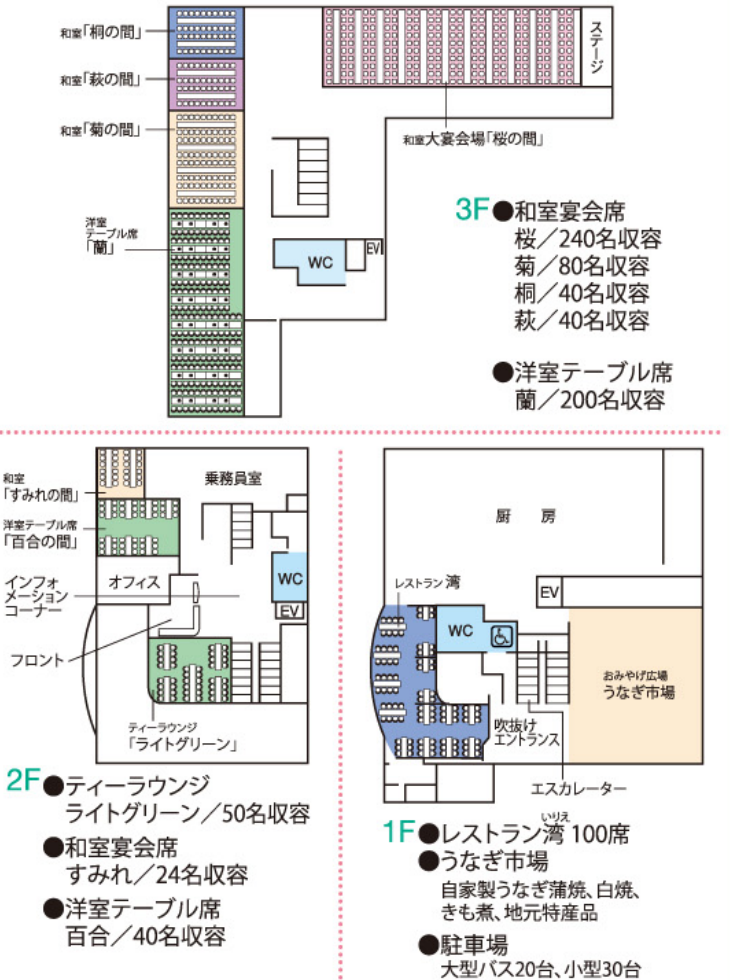 和室「桐の間」
和室「萩の間」
和室「菊の間」
洋室
テーブル席
「蘭」
ステージ
和室大宴会場「桜の間」
WC
EV
3F●和室宴会席
桜／240名収容
菊／80名収容
桐／40名収容
萩／40名収容
●洋室テーブル席
蘭／200名収容
和室
「すみれの間」
洋室テーブル席
「百合の間」
インフォ
メーション
コーナー
フロント
乗務員室
オフィス
WC
EV
ティーラウンジ
「ライトグリーン」
2F●ティーラウンジ
ライトグリーン／50名収容
●和室宴会席
すみれ／24名収容
●洋室テーブル席
百合／40名収容
厨房
レストラン湾
EV
WC
おみやげ広場
うなぎ市場
吹抜け
エントランス
エスカレーター
いりえ
1F●レストラン湾 100席
●うなぎ市場
自家製うなぎ蒲焼、白焼、
きも煮、地元特産品
●駐車場
大型バス20台、小型30台